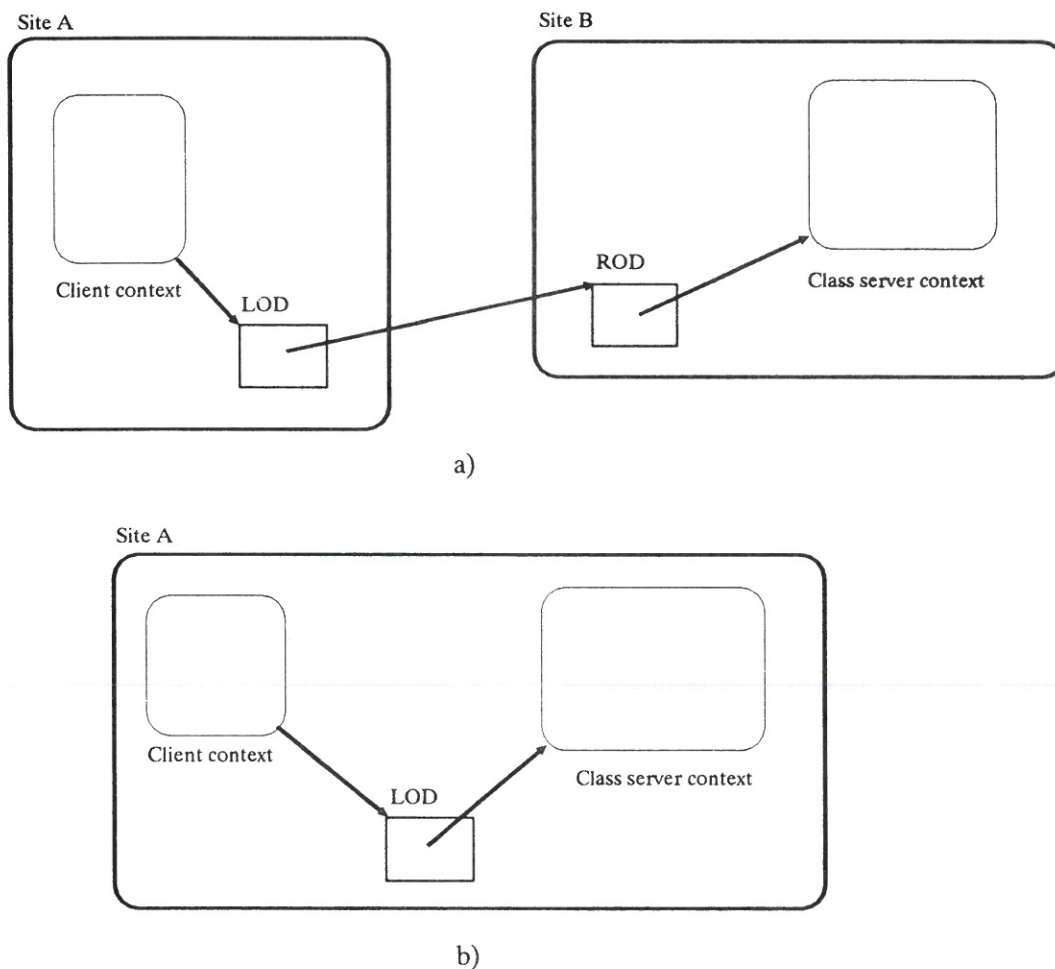 Site A
Site B
Client context
LOD
ROD
Class server context
a)
Site A
Client context
LOD
Class server context
b)